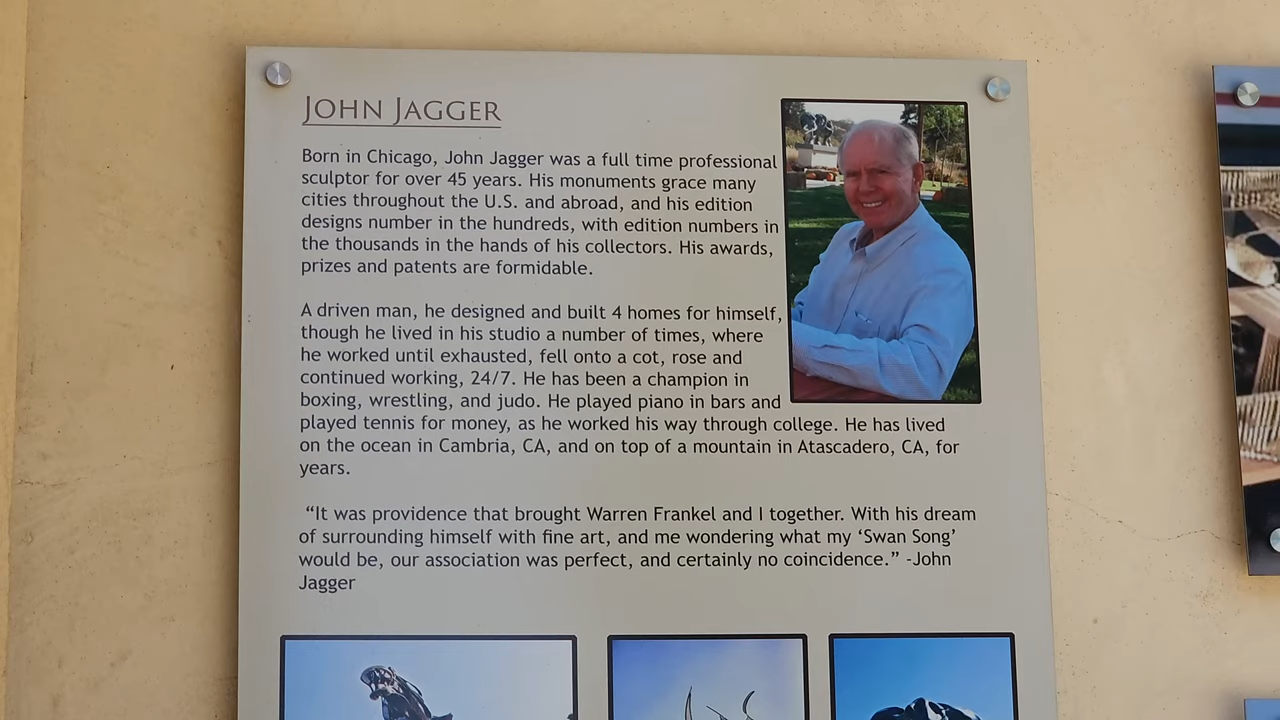 JOHN JAGGER
Born in Chicago, John Jagger was a full time professional
sculptor for over 45 years. His monuments grace many
cities throughout the U.S. and abroad, and his edition
designs number in the hundreds, with edition numbers in
the thousands in the hands of his collectors. His awards,
prizes and patents are formidable.
A driven man, he designed and built 4 homes for himself,
though he lived in his studio a number of times, where
he worked until exhausted, fell onto a cot, rose and
continued working, 24/7. He has been a champion in
boxing, wrestling, and judo. He played piano in bars and
played tennis for money, as he worked his way through college. He has lived
on the ocean in Cambria, CA, and on top of a mountain in Atascadero, CA, for
years.
“It was providence that brought Warren Frankel and I together. With his dream
of surrounding himself with fine art, and me wondering what my ‘Swan Song’
would be, our association was perfect, and certainly no coincidence.” -John
Jagger